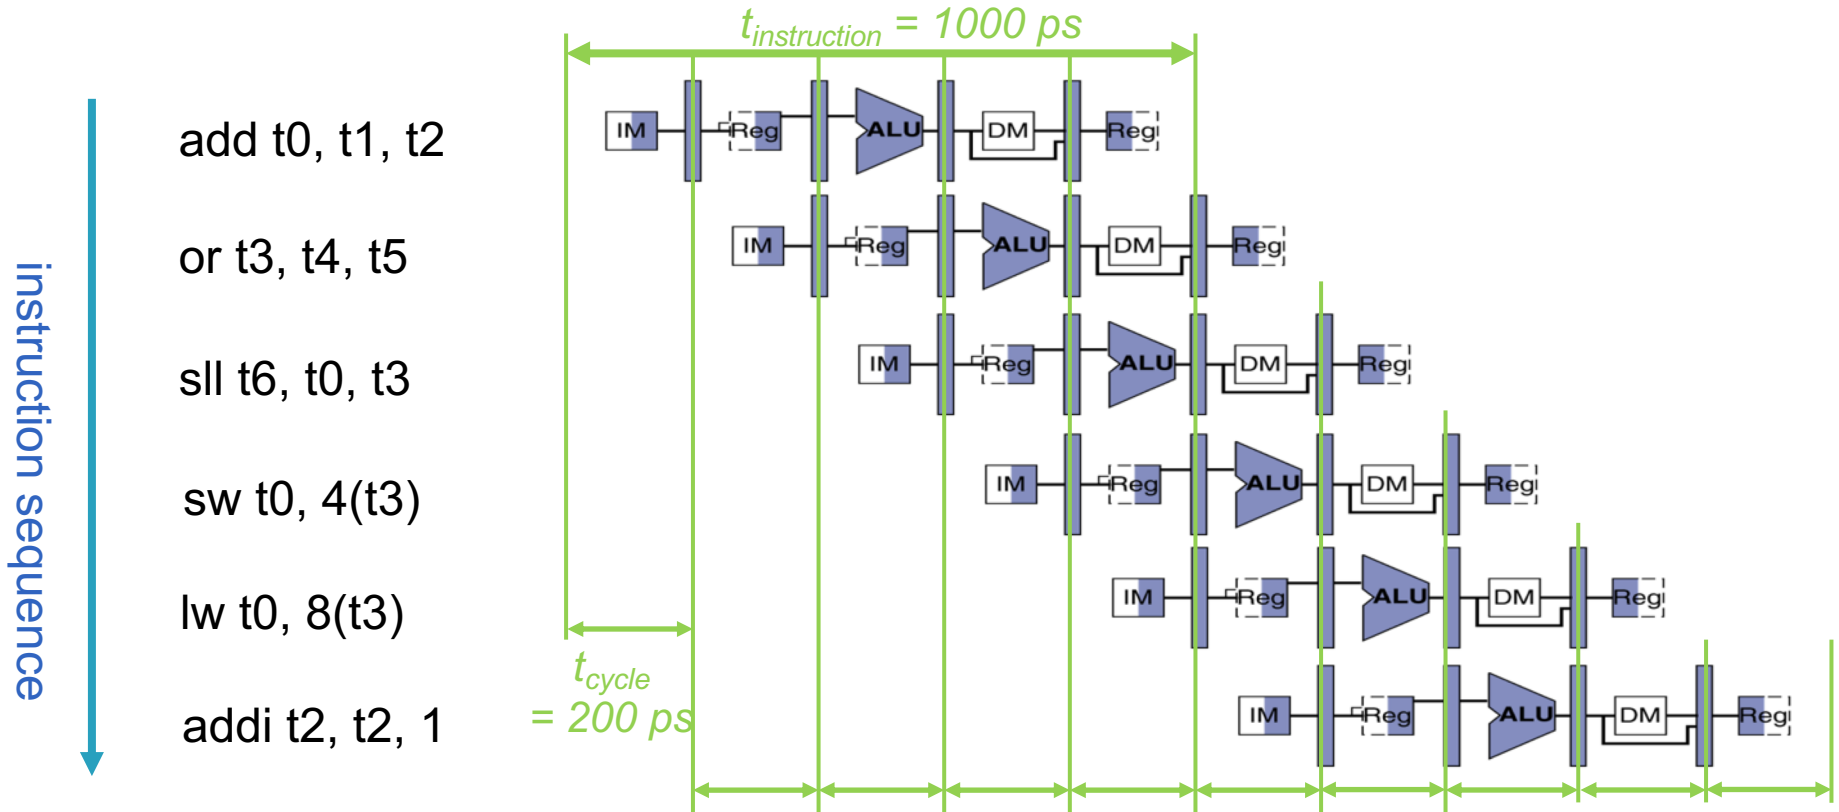 t_instruction = 1000 ps
instruction sequence
add t0, t1, t2
IM Reg ALU DM Reg
or t3, t4, t5
IM Reg ALU DM Reg
sll t6, t0, t3
IM Reg ALU DM Reg
sw t0, 4(t3)
IM Reg ALU DM Reg
lw t0, 8(t3)
IM Reg ALU DM Reg
t_cycle
= 200 ps
addi t2, t2, 1
IM Reg ALU DM Reg